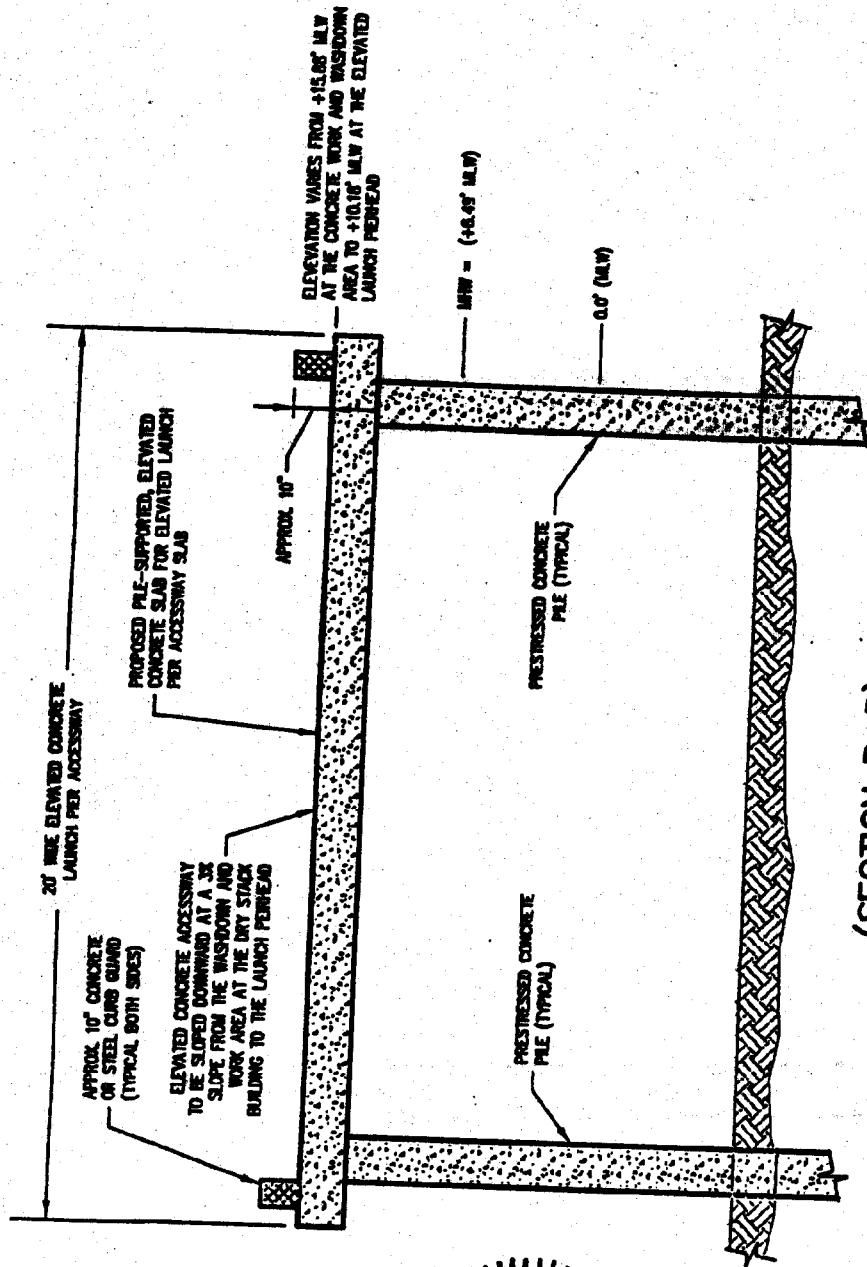 20' WIDE ELEVATED CONCRETE
LAUNCH PIER ACCESSWAY
APPROX. 10" CONCRETE
OR STEEL CURB GUARD
(TYPICAL BOTH SIDES)
ELEVATED CONCRETE ACCESSWAY
TO BE SLOPED DOWNWARD AT A 3%
SLOPE FROM THE WASHDOWN AND
WORK AREA AT THE DRY STACK
BUILDING TO THE LAUNCH PIERHEAD
PROPOSED PILE-SUPPORTED, ELEVATED
CONCRETE SLAB FOR ELEVATED LAUNCH
PIER ACCESSWAY SLAB
APPROX. 10"
ELEVEVATION VARIES FROM +15.88' MLW
AT THE CONCRETE WORK AND WASHDOWN
AREA TO +10.18' MLW AT THE ELEVATED
LAUNCH PIERHEAD
MHW = (+6.49' MLW)
0.0' (MLW)
PRESTRESSED CONCRETE
PILE (TYPICAL)
PRESTRESSED CONCRETE
PILE (TYPICAL)
(SECTION